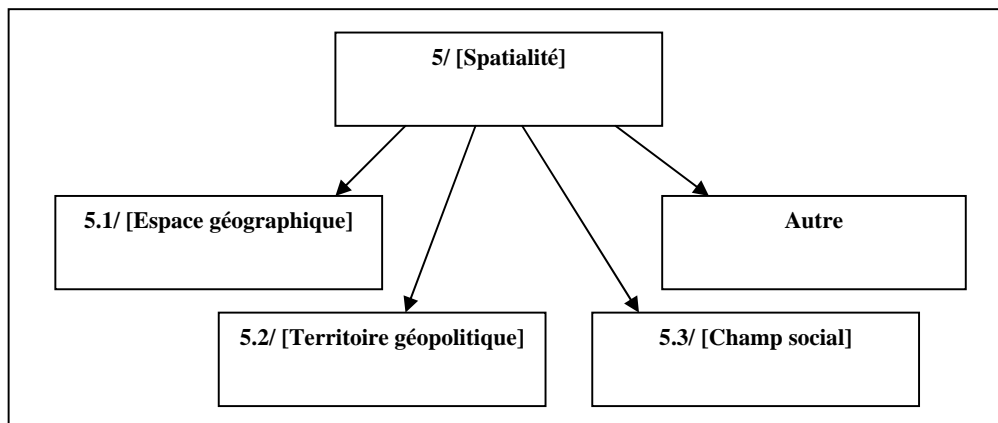 5/ [Spatialité]
5.1/ [Espace géographique]
Autre
5.2/ [Territoire géopolitique]
5.3/ [Champ social]